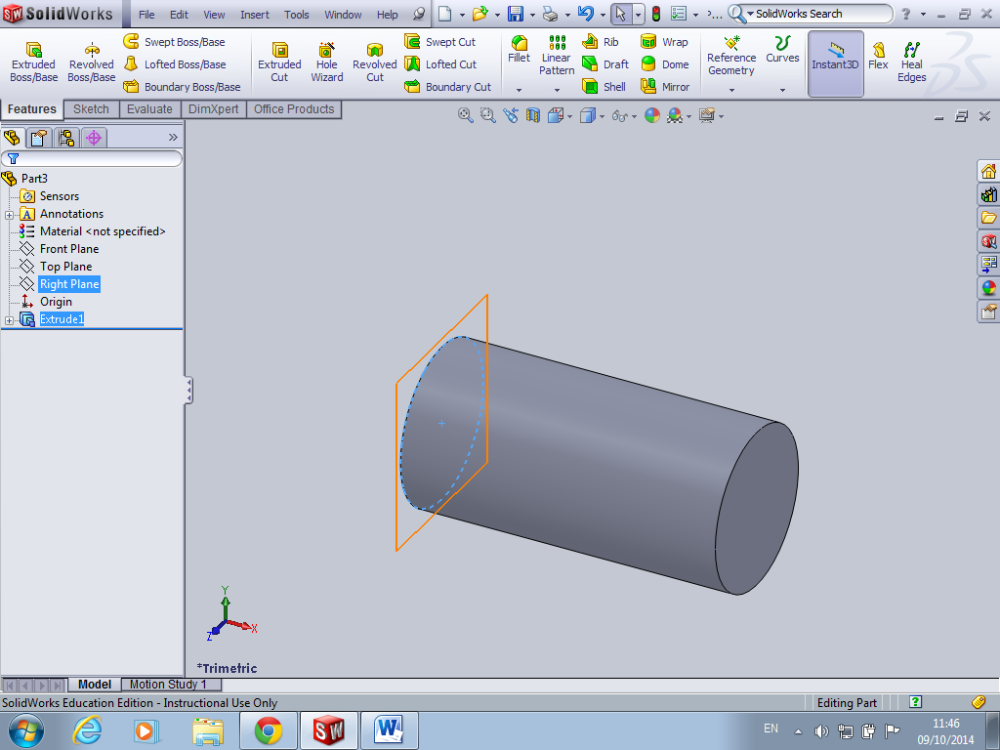 SW SolidWorks File Edit View Insert Tools Window Help SolidWorks Search ?
Extruded Boss/Base
Revolved Boss/Base
Swept Boss/Base
Lofted Boss/Base
Boundary Boss/Base
Extruded Cut
Hole Wizard
Revolved Cut
Swept Cut
Lofted Cut
Boundary Cut
Fillet
Linear Pattern
Rib
Draft
Shell
Wrap
Dome
Mirror
Reference Geometry
Curves
Instant3D
Flex
Heal Edges
Features Sketch Evaluate DimXpert Office Products
Part3
Sensors
A Annotations
Material <not specified>
Front Plane
Top Plane
Right Plane
Origin
Extrude1
Y
X
Z
*Trimetric
Model Motion Study 1
SolidWorks Education Edition - Instructional Use Only Editing Part ?
SW W EN 11:46
09/10/2014